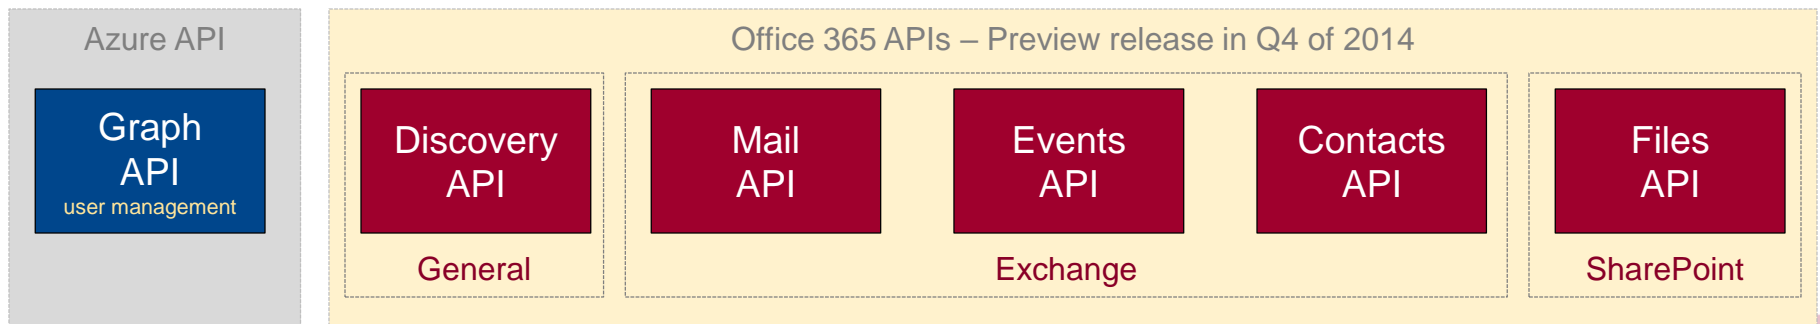 Azure API
Graph
API
user management
Office 365 APIs – Preview release in Q4 of 2014
Discovery
API
General
Mail
API
Events
API
Contacts
API
Exchange
Files
API
SharePoint